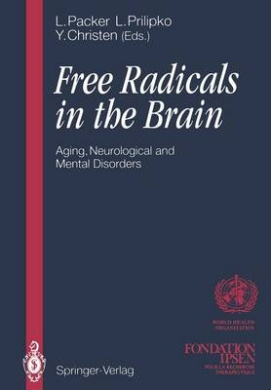 L. Packer L. Prilipko
Y. Christen (Eds.)
Free Radicals
in the Brain
Aging, Neurological and
Mental Disorders
WORLD HEALTH
ORGANIZATION
FONDATION
IPSEN
POUR LA RECHERCHE
THERAPEUTIQUE
Springer-Verlag